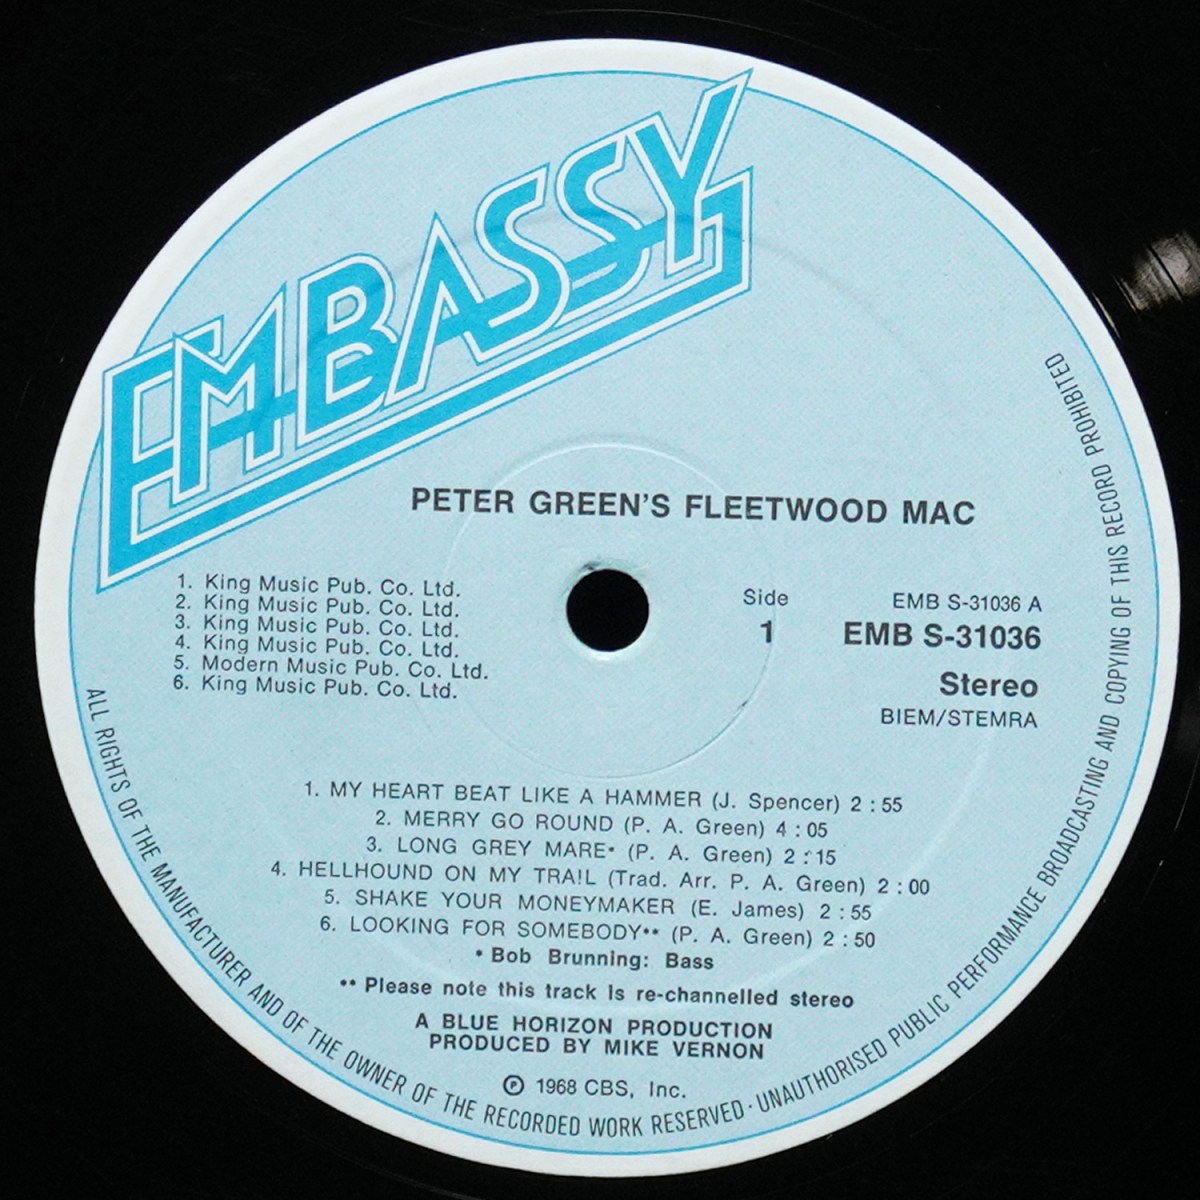 EMBASSY
PETER GREEN'S FLEETWOOD MAC
1. King Music Pub. Co. Ltd.
2. King Music Pub. Co. Ltd.
3. King Music Pub. Co. Ltd.
4. King Music Pub. Co. Ltd.
5. Modern Music Pub. Co. Ltd.
6. King Music Pub. Co. Ltd.
Side
1
EMB S-31036 A
EMB S-31036
Stereo
BIEM/STEMRA
1. MY HEART BEAT LIKE A HAMMER (J. Spencer) 2 : 55
2. MERRY GO ROUND (P. A. Green) 4 : 05
3. LONG GREY MARE* (P. A. Green) 2 : 15
4. HELLHOUND ON MY TRA!L (Trad. Arr. P. A. Green) 2 : 00
5. SHAKE YOUR MONEYMAKER (E. James) 2 : 55
6. LOOKING FOR SOMEBODY** (P. A. Green) 2 : 50
* Bob Brunning: Bass
** Please note this track is re-channelled stereo
A BLUE HORIZON PRODUCTION
PRODUCED BY MIKE VERNON
℗ 1968 CBS, Inc.
ALL RIGHTS OF THE MANUFACTURER AND OF THE OWNER OF THE RECORDED WORK RESERVED · UNAUTHORISED PUBLIC PERFORMANCE BROADCASTING AND COPYING OF THIS RECORD PROHIBITED